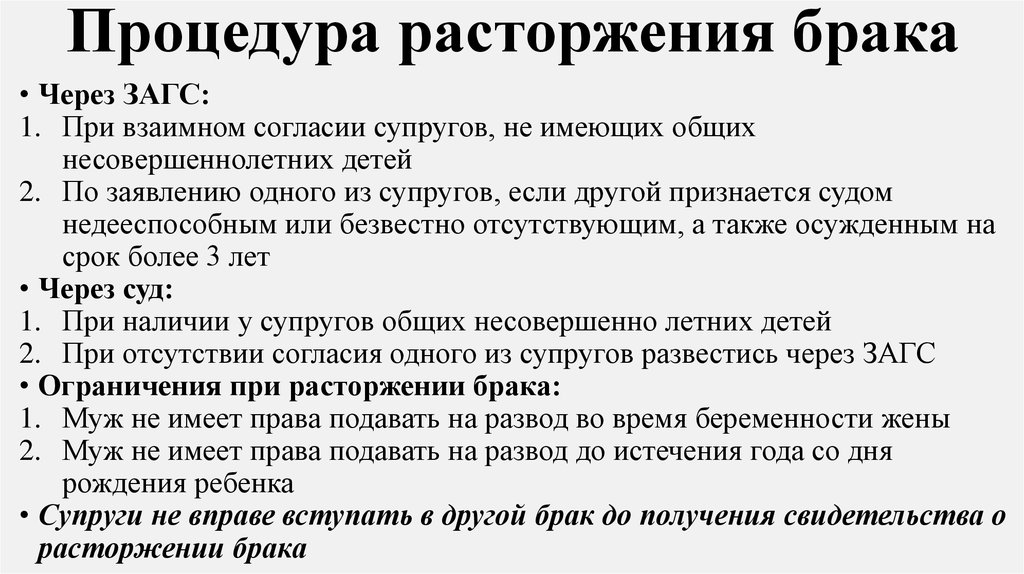 Процедура расторжения брака
• Через ЗАГС:
1. При взаимном согласии супругов, не имеющих общих
несовершеннолетних детей
2. По заявлению одного из супругов, если другой признается судом
недееспособным или безвестно отсутствующим, а также осужденным на
срок более 3 лет
• Через суд:
1. При наличии у супругов общих несовершенно летних детей
2. При отсутствии согласия одного из супругов развестись через ЗАГС
• Ограничения при расторжении брака:
1. Муж не имеет права подавать на развод во время беременности жены
2. Муж не имеет права подавать на развод до истечения года со дня
рождения ребенка
• Супруги не вправе вступать в другой брак до получения свидетельства о
расторжении брака